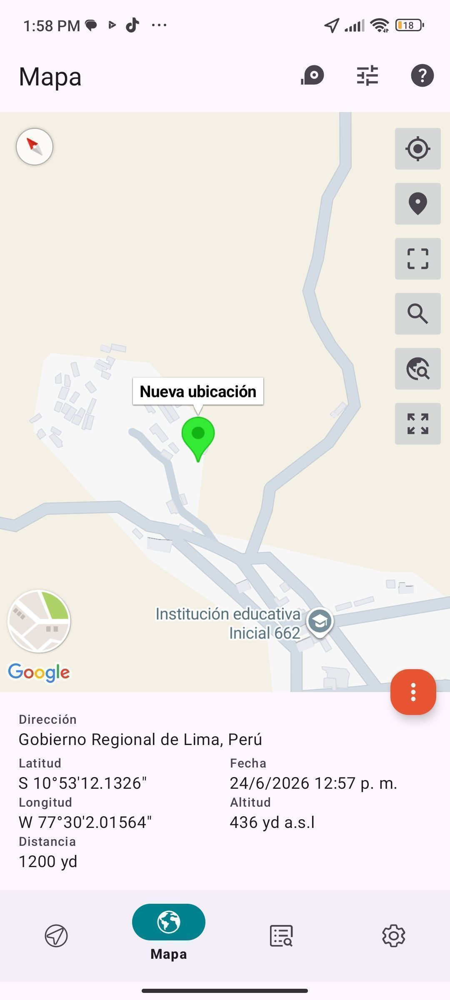 1:58 PM
18
Mapa
Nueva ubicación
Institución educativa
Inicial 662
Google
Dirección
Gobierno Regional de Lima, Perú
Latitud
Fecha
S 10°53'12.1326"
24/6/2026 12:57 p. m.
Longitud
Altitud
W 77°30'2.01564"
436 yd a.s.l
Distancia
1200 yd
Mapa